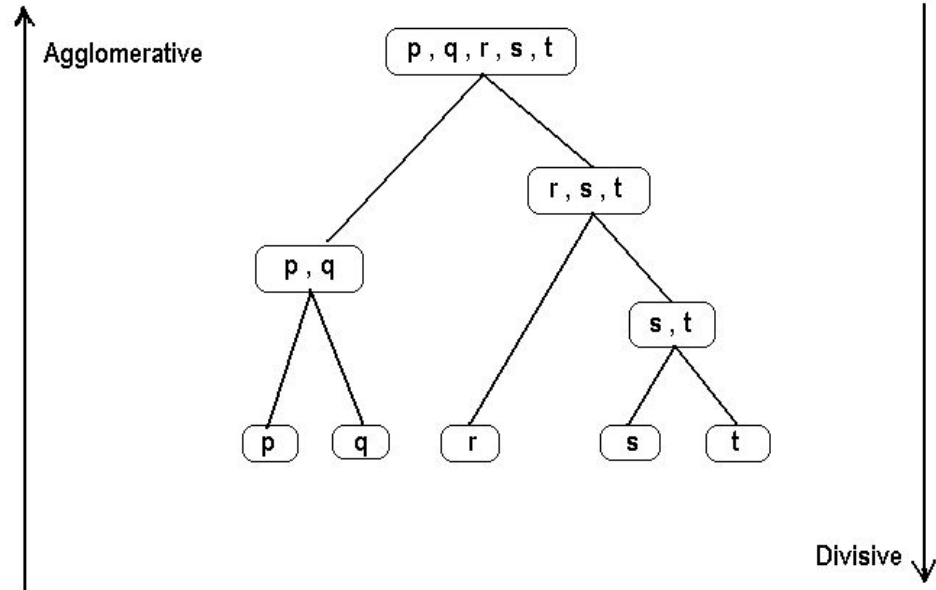 Agglomerative
p , q , r , s , t
r , s , t
p , q
s , t
p
q
r
s
t
Divisive